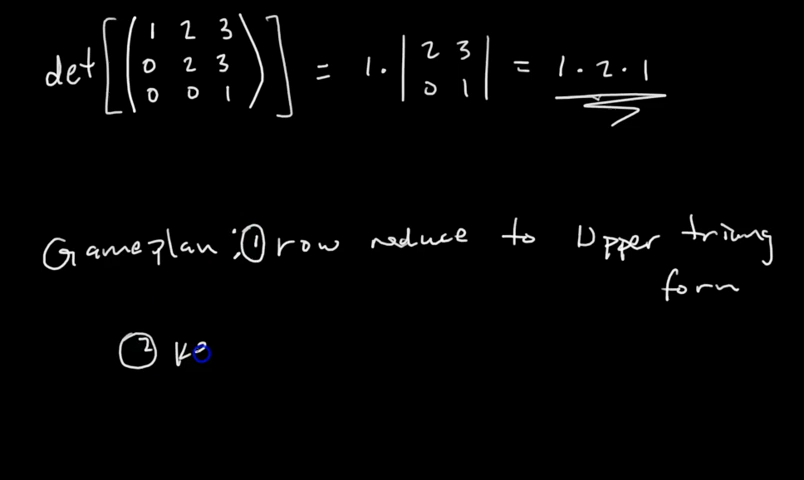 det[(1 2 3
0 2 3
0 0 1)] = 1 · |2 3
0 1| = 1 · 2 · 1
Gameplan: ① row reduce to Upper triang
form
② Ke